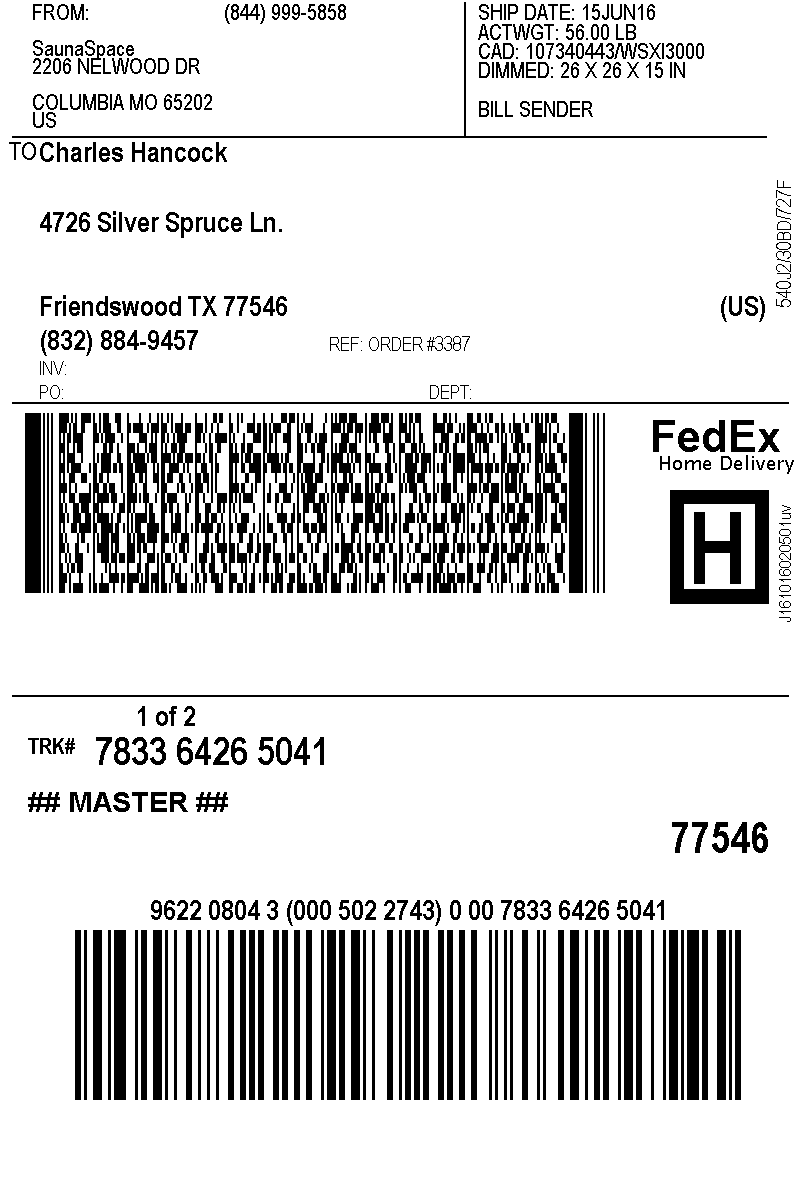 FROM: (844) 999-5858
SaunaSpace
2206 NELWOOD DR
COLUMBIA MO 65202
US
SHIP DATE: 15JUN16
ACTWGT: 56.00 LB
CAD: 107340443/WSXI3000
DIMMED: 26 X 26 X 15 IN
BILL SENDER
TO Charles Hancock
4726 Silver Spruce Ln.
Friendswood TX 77546 (US)
(832) 884-9457 REF: ORDER #3387
INV:
PO: DEPT:
540J2/30BD/727F
FedEx
Home Delivery
H
J161016020501uv
1 of 2
TRK# 7833 6426 5041
## MASTER ##
77546
9622 0804 3 (000 502 2743) 0 00 7833 6426 5041